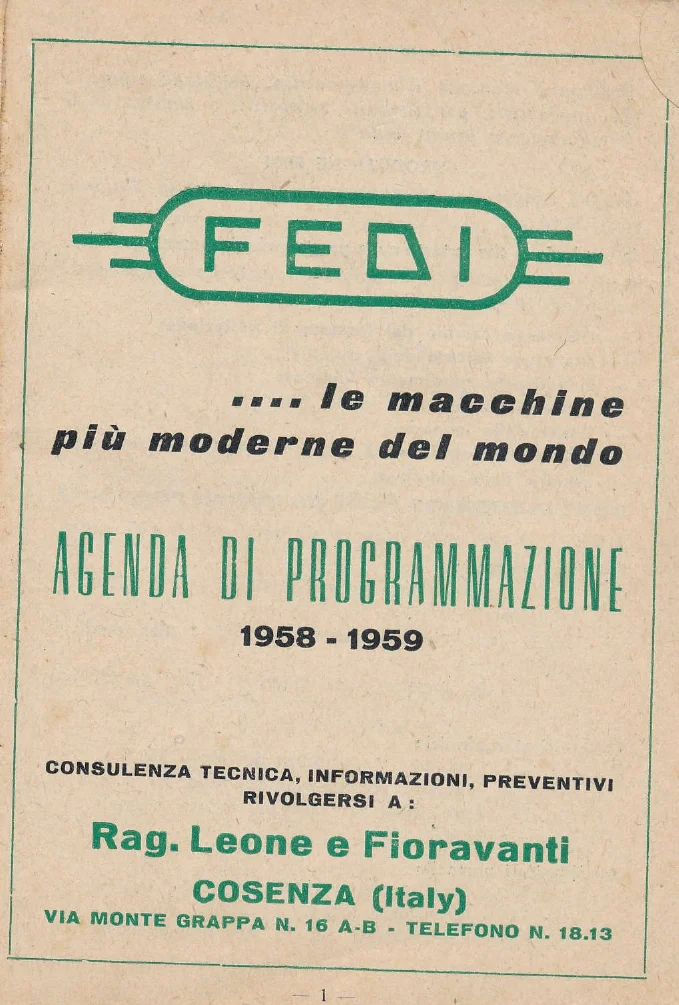 FEDI
.... le macchine
più moderne del mondo
AGENDA DI PROGRAMMAZIONE
1958 - 1959
CONSULENZA TECNICA, INFORMAZIONI, PREVENTIVI
RIVOLGERSI A :
Rag. Leone e Fioravanti
COSENZA (Italy)
VIA MONTE GRAPPA N. 16 A-B - TELEFONO N. 18.13
— 1 —